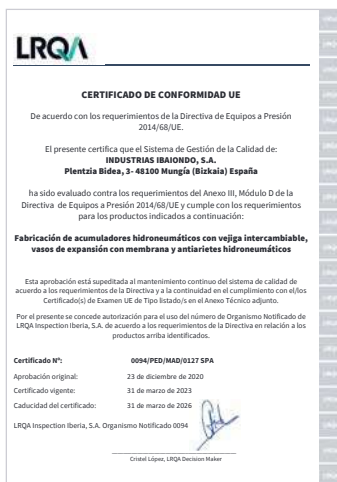 LRQA
CERTIFICADO DE CONFORMIDAD UE
De acuerdo con los requerimientos de la Directiva de Equipos a Presión
2014/68/UE.
El presente certifica que el Sistema de Gestión de la Calidad de:
INDUSTRIAS IBAIONDO, S.A.
Plentzia Bidea, 3- 48100 Mungía (Bizkaia) España
ha sido evaluado contra los requerimientos del Anexo III, Módulo D de la
Directiva de Equipos a Presión 2014/68/UE y cumple con los requerimientos
para los productos indicados a continuación:
Fabricación de acumuladores hidroneumáticos con vejiga intercambiable,
vasos de expansión con membrana y antiarietes hidroneumáticos
Esta aprobación está supeditada al mantenimiento continuo del sistema de calidad de
acuerdo a los requerimientos de la Directiva y a la continuidad en el cumplimiento con el/los
Certificado(s) de Examen UE de Tipo listado/s en el Anexo Técnico adjunto.
Por el presente se concede autorización para el uso del número de Organismo Notificado de
LRQA Inspection Iberia, S.A. de acuerdo a los requerimientos de la Directiva en relación a los
productos arriba identificados.
Certificado Nº: 0094/PED/MAD/0127 SPA
Aprobación original: 23 de diciembre de 2020
Certificado vigente: 31 de marzo de 2023
Caducidad del certificado: 31 de marzo de 2026
LRQA Inspection Iberia, S.A. Organismo Notificado 0094
Cristel López, LRQA Decision Maker